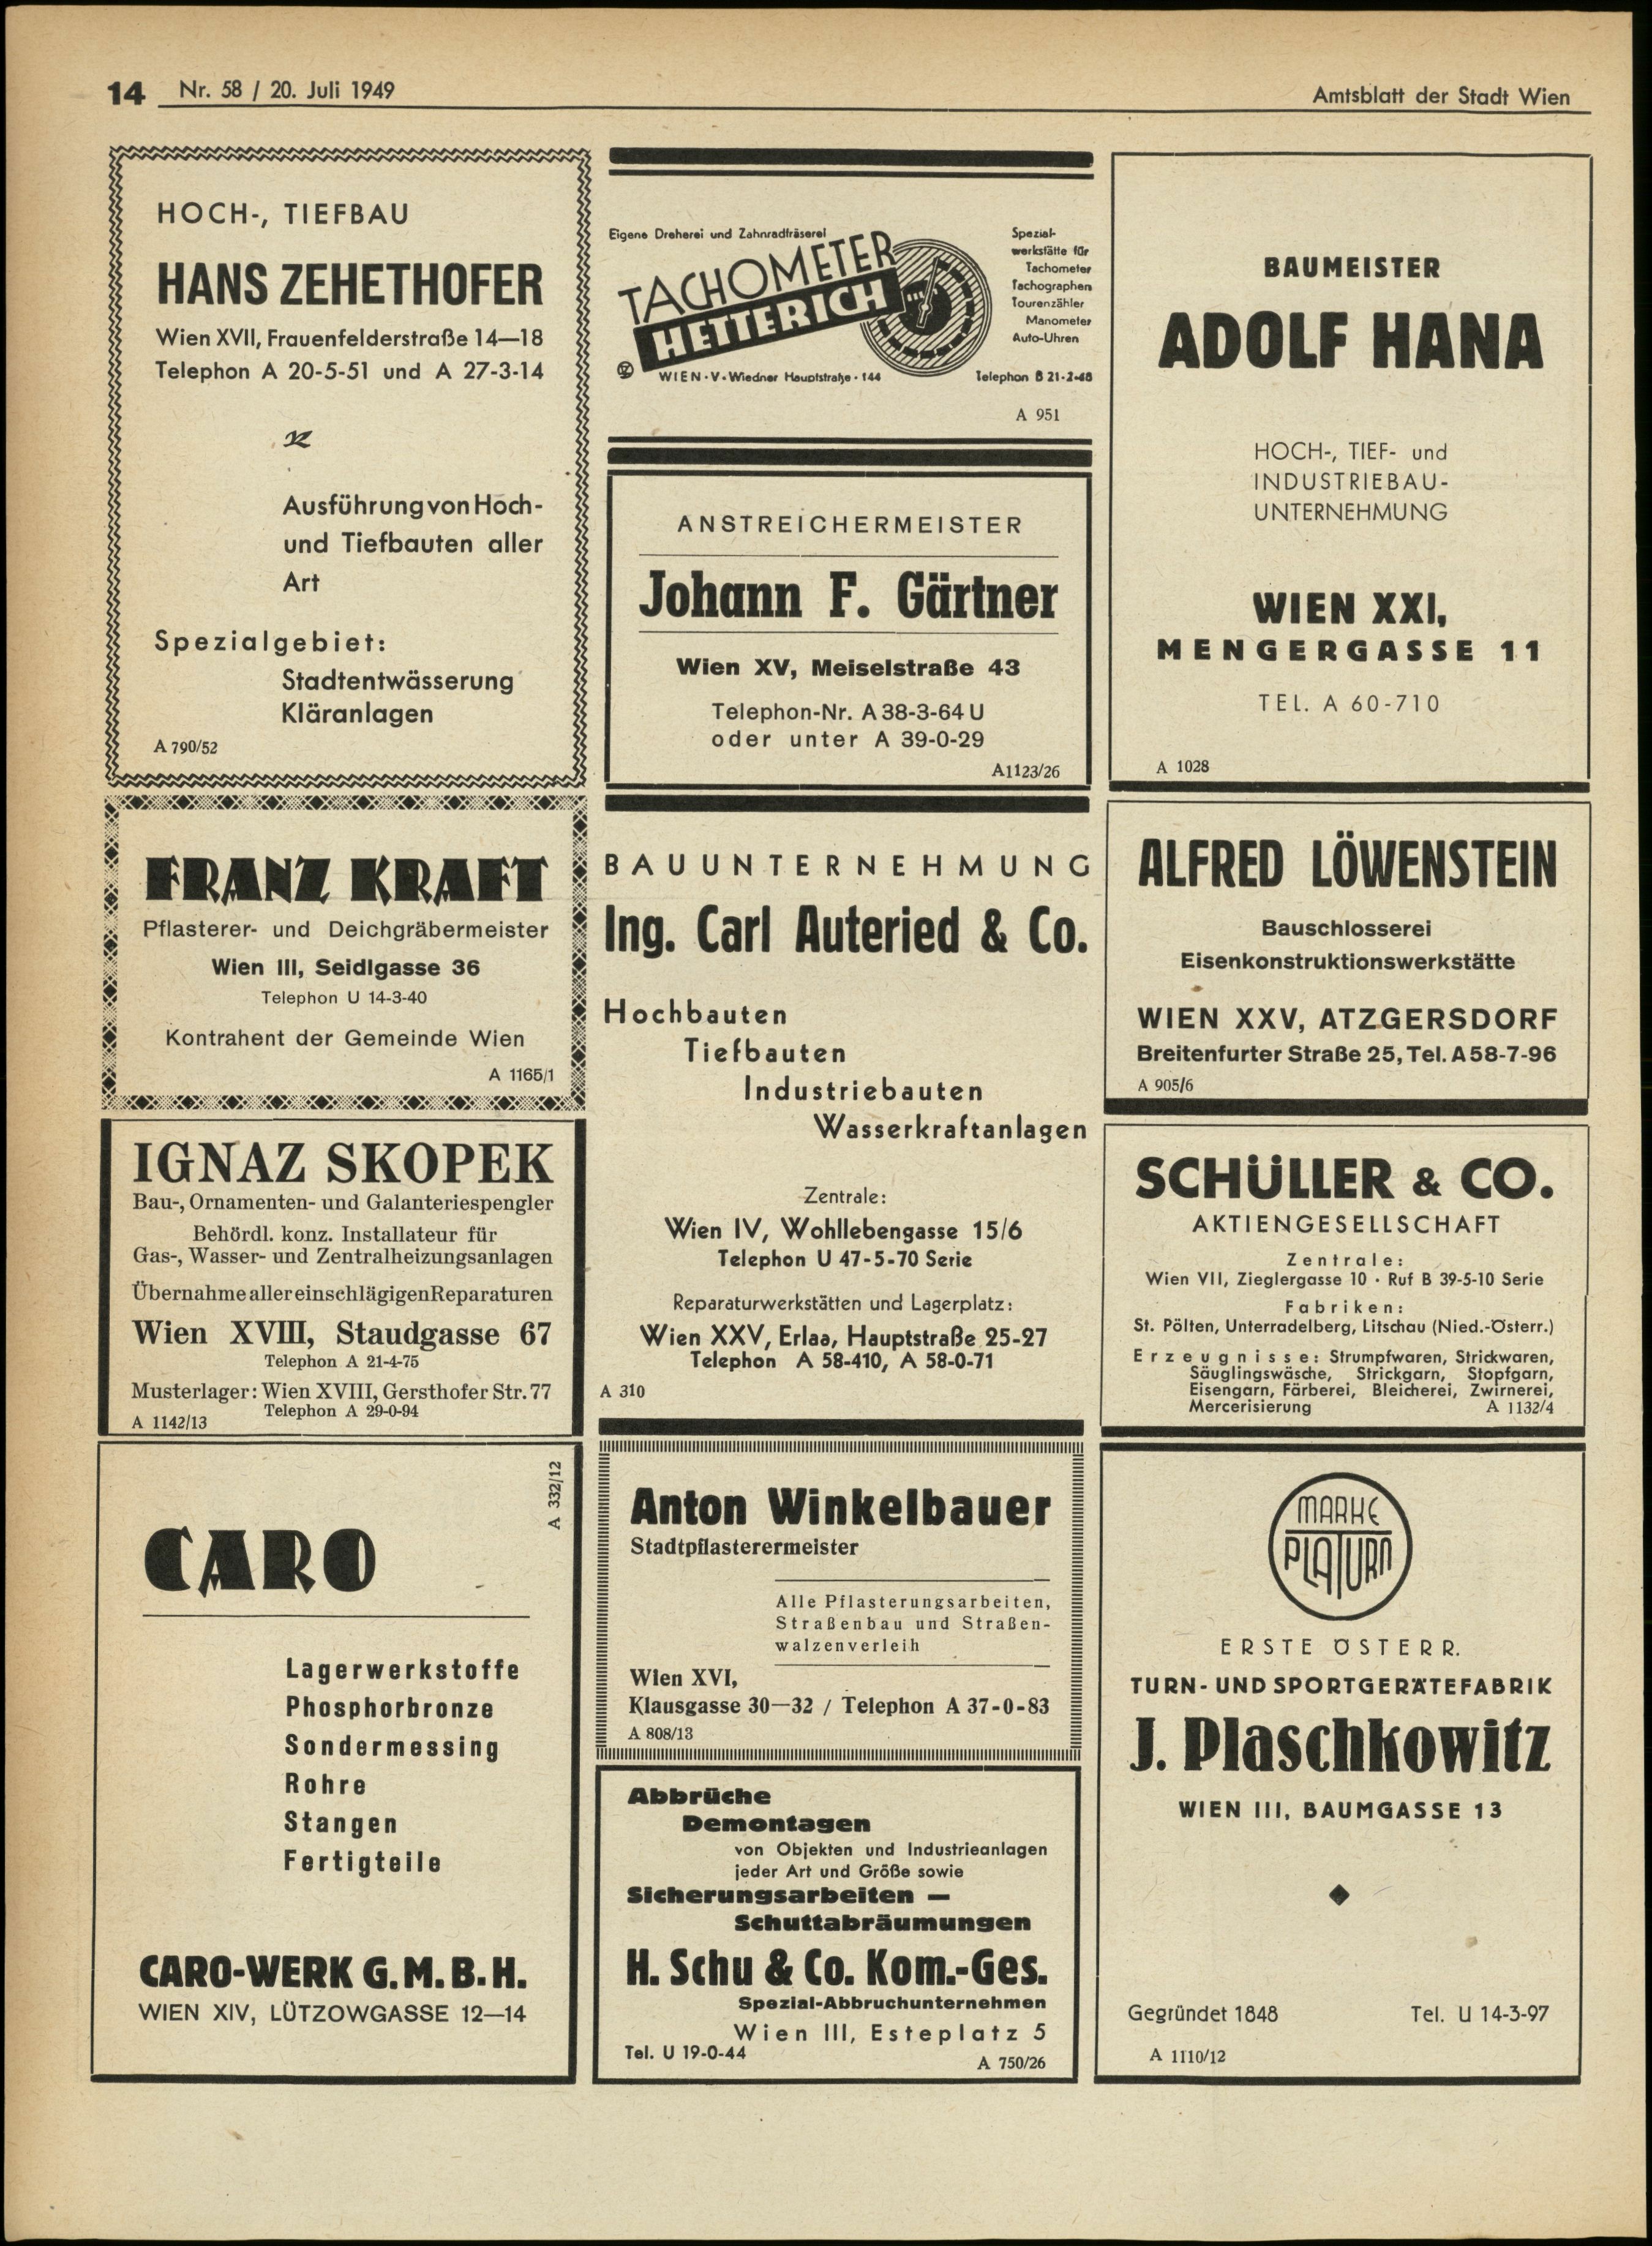 14 Nr. 58 / 20. Juli 1949
Amtsblatt der Stadt Wien
HOCH-, TIEFBAU
HANS ZEHETHOFER
Wien XVII, Frauenfelderstraße 14—18
Telephon A 20-5-51 und A 27-3-14
Ausführung von Hoch-
und Tiefbauten aller
Art
Spezialgebiet:
Stadtentwässerung
Kläranlagen
A 790/52
FRANZ KRAFT
Pflasterer- und Deichgräbermeister
Wien III, Seidlgasse 36
Telephon U 14-3-40
Kontrahent der Gemeinde Wien
A 1165/1
IGNAZ SKOPEK
Bau-, Ornamenten- und Galanteriespengler
Behördl. konz. Installateur für
Gas-, Wasser- und Zentralheizungsanlagen
Übernahme aller einschlägigen Reparaturen
Wien XVIII, Staudgasse 67
Telephon A 21-4-75
Musterlager: Wien XVIII, Gersthofer Str. 77
Telephon A 29-0-94
A 1142/13
A 332/12
CARO
Lagerwerkstoffe
Phosphorbronze
Sondermessing
Rohre
Stangen
Fertigteile
CARO-WERK G.M.B.H.
WIEN XIV, LÜTZOWGASSE 12—14
Eigene Dreherei und Zahnradfräserei
TACHOMETER
HETTERICH
WIEN·V·Wiedner Hauptstraße·144
Spezial-
werkstätte für
Tachometer
Tachographen
Tourenzähler
Manometer
Auto-Uhren
Telephon B 21-2-48
A 951
ANSTREICHERMEISTER
Johann F. Gärtner
Wien XV, Meiselstraße 43
Telephon-Nr. A 38-3-64 U
oder unter A 39-0-29
A1123/26
BAUUNTERNEHMUNG
Ing. Carl Auteried & Co.
Hochbauten
Tiefbauten
Industriebauten
Wasserkraftanlagen
Zentrale:
Wien IV, Wohllebengasse 15/6
Telephon U 47-5-70 Serie
Reparaturwerkstätten und Lagerplatz:
Wien XXV, Erlaa, Hauptstraße 25-27
Telephon A 58-410, A 58-0-71
A 310
Anton Winkelbauer
Stadtpflasterermeister
Alle Pflasterungsarbeiten,
Straßenbau und Straßen-
walzenverleih
Wien XVI,
Klausgasse 30—32 / Telephon A 37-0-83
A 808/13
Abbrüche
Demontagen
von Objekten und Industrieanlagen
jeder Art und Größe sowie
Sicherungsarbeiten —
Schuttabräumungen
H. Schu & Co. Kom.-Ges.
Spezial-Abbruchunternehmen
Wien III, Esteplatz 5
Tel. U 19-0-44
A 750/26
BAUMEISTER
ADOLF HANA
HOCH-, TIEF- und
INDUSTRIEBAU-
UNTERNEHMUNG
WIEN XXI,
MENGERGASSE 11
TEL. A 60-710
A 1028
ALFRED LÖWENSTEIN
Bauschlosserei
Eisenkonstruktionswerkstätte
WIEN XXV, ATZGERSDORF
Breitenfurter Straße 25, Tel. A 58-7-96
A 905/6
SCHÜLLER & CO.
AKTIENGESELLSCHAFT
Zentrale:
Wien VII, Zieglergasse 10 · Ruf B 39-5-10 Serie
Fabriken:
St. Pölten, Unterradelberg, Litschau (Nied.-Österr.)
Erzeugnisse: Strumpfwaren, Strickwaren,
Säuglingswäsche, Strickgarn, Stopfgarn,
Eisengarn, Färberei, Bleicherei, Zwirnerei,
Mercerisierung A 1132/4
MARKE
PLATURN
ERSTE ÖSTERR.
TURN- UND SPORTGERÄTEFABRIK
J. Plaschkowitz
WIEN III, BAUMGASSE 13
Gegründet 1848 Tel. U 14-3-97
A 1110/12